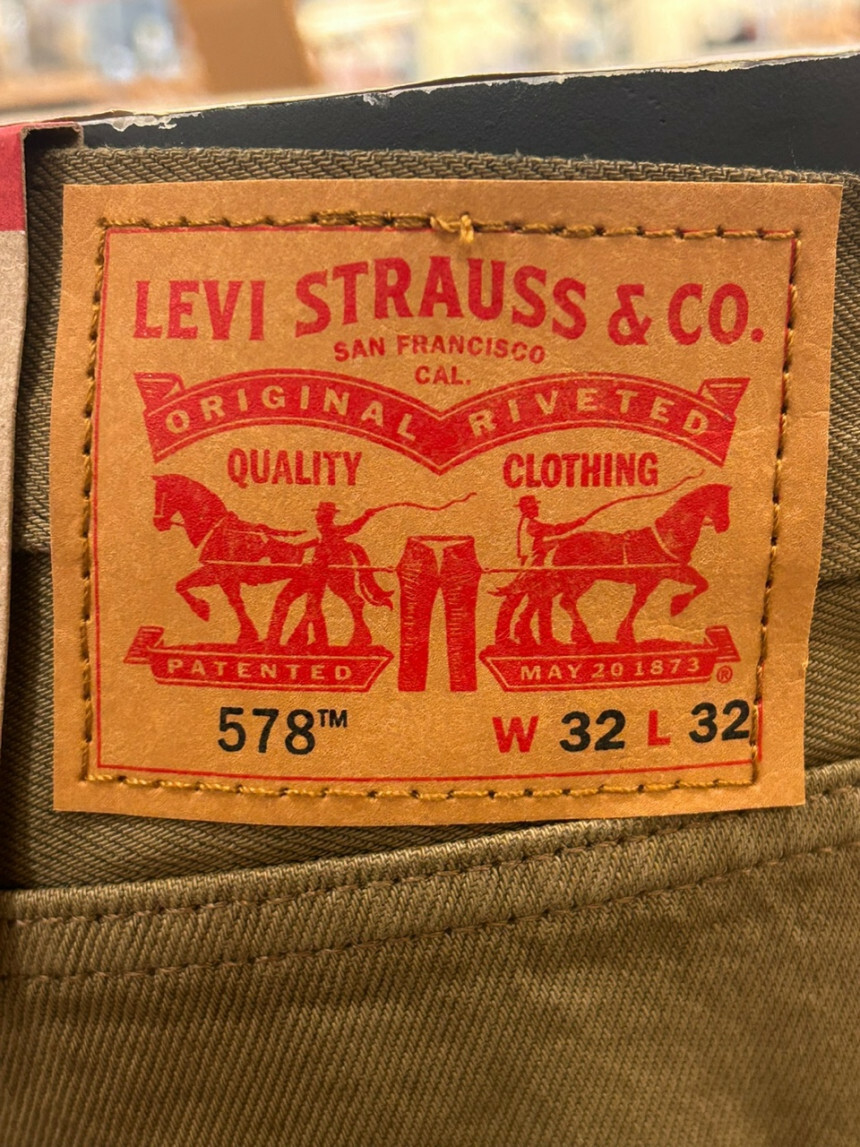 LEVI STRAUSS & CO.
SAN FRANCISCO
CAL.
ORIGINAL RIVETED
QUALITY CLOTHING
PATENTED MAY 20 1873 ®
578™ W 32 L 32